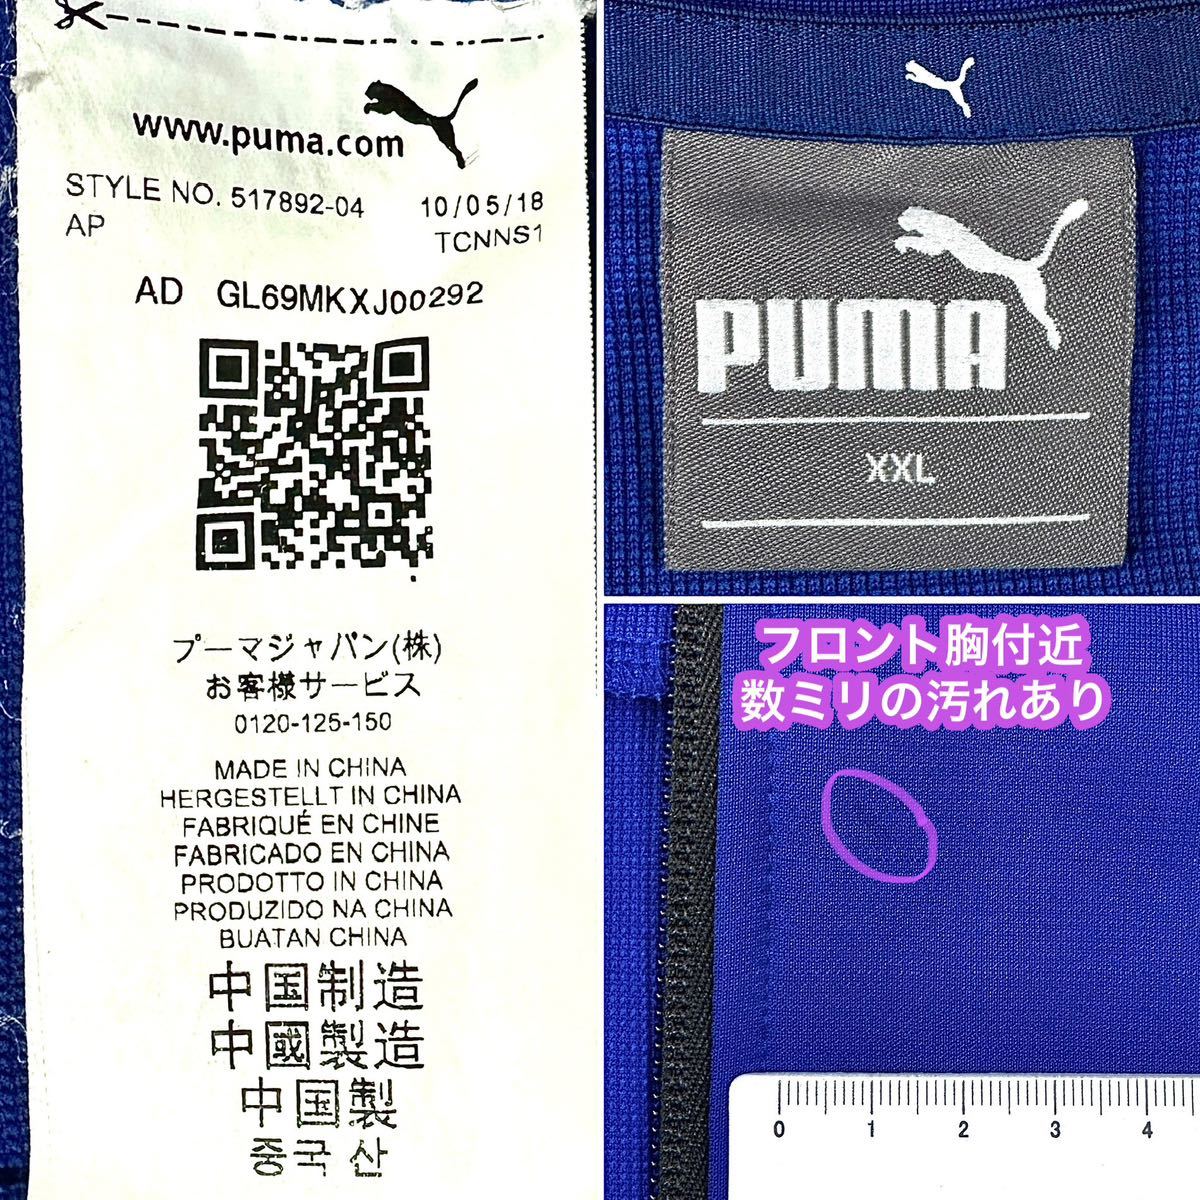 www.puma.com
STYLE NO. 517892-04 10/05/18
AP TCNNS1
AD GL69MKXJ00292
プーマジャパン(株)
お客様サービス
0120-125-150
MADE IN CHINA
HERGESTELLT IN CHINA
FABRIQUÉ EN CHINE
FABRICADO EN CHINA
PRODOTTO IN CHINA
PRODUZIDO NA CHINA
BUATAN CHINA
中国制造
中國製造
中国製
중국 산
PUMA
XXL
フロント胸付近
数ミリの汚れあり
0 1 2 3 4